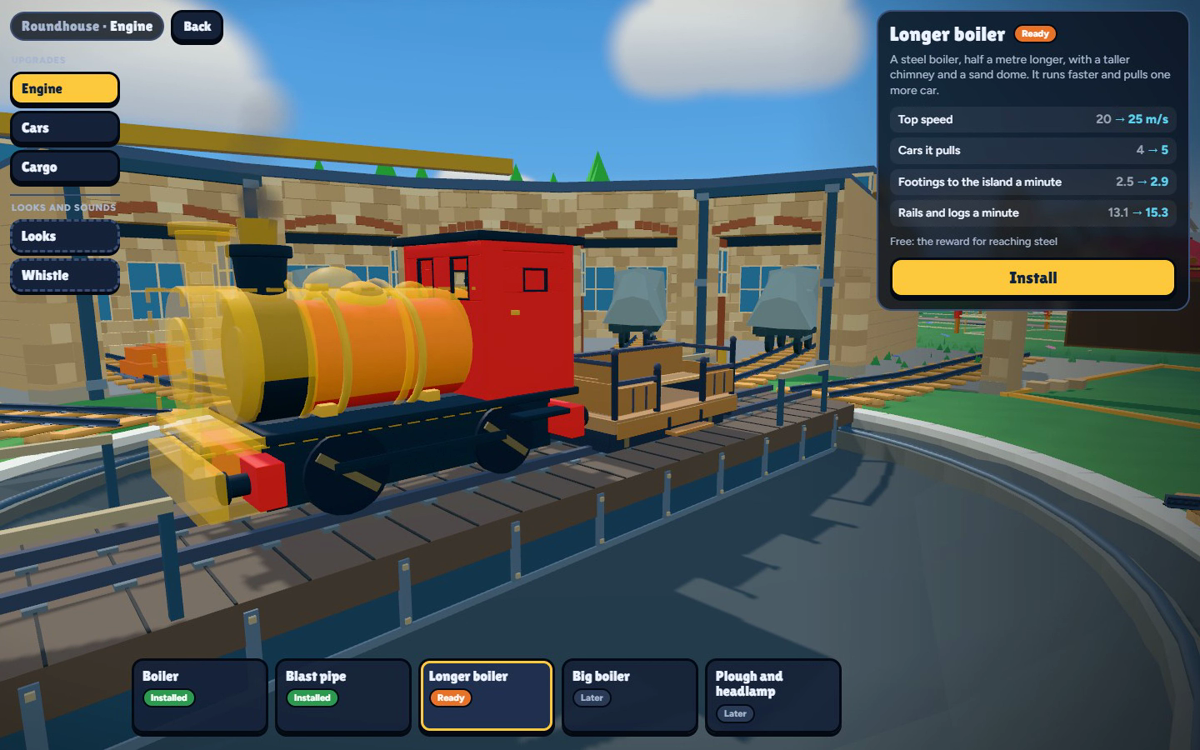 Roundhouse · Engine
Back
UPGRADES
Engine
Cars
Cargo
LOOKS AND SOUNDS
Looks
Whistle
Longer boiler
Ready
A steel boiler, half a metre longer, with a taller
chimney and a sand dome. It runs faster and pulls one
more car.
Top speed 20 → 25 m/s
Cars it pulls 4 → 5
Footings to the island a minute 2.5 → 2.9
Rails and logs a minute 13.1 → 15.3
Free: the reward for reaching steel
Install
Boiler
Installed
Blast pipe
Installed
Longer boiler
Ready
Big boiler
Later
Plough and
headlamp
Later